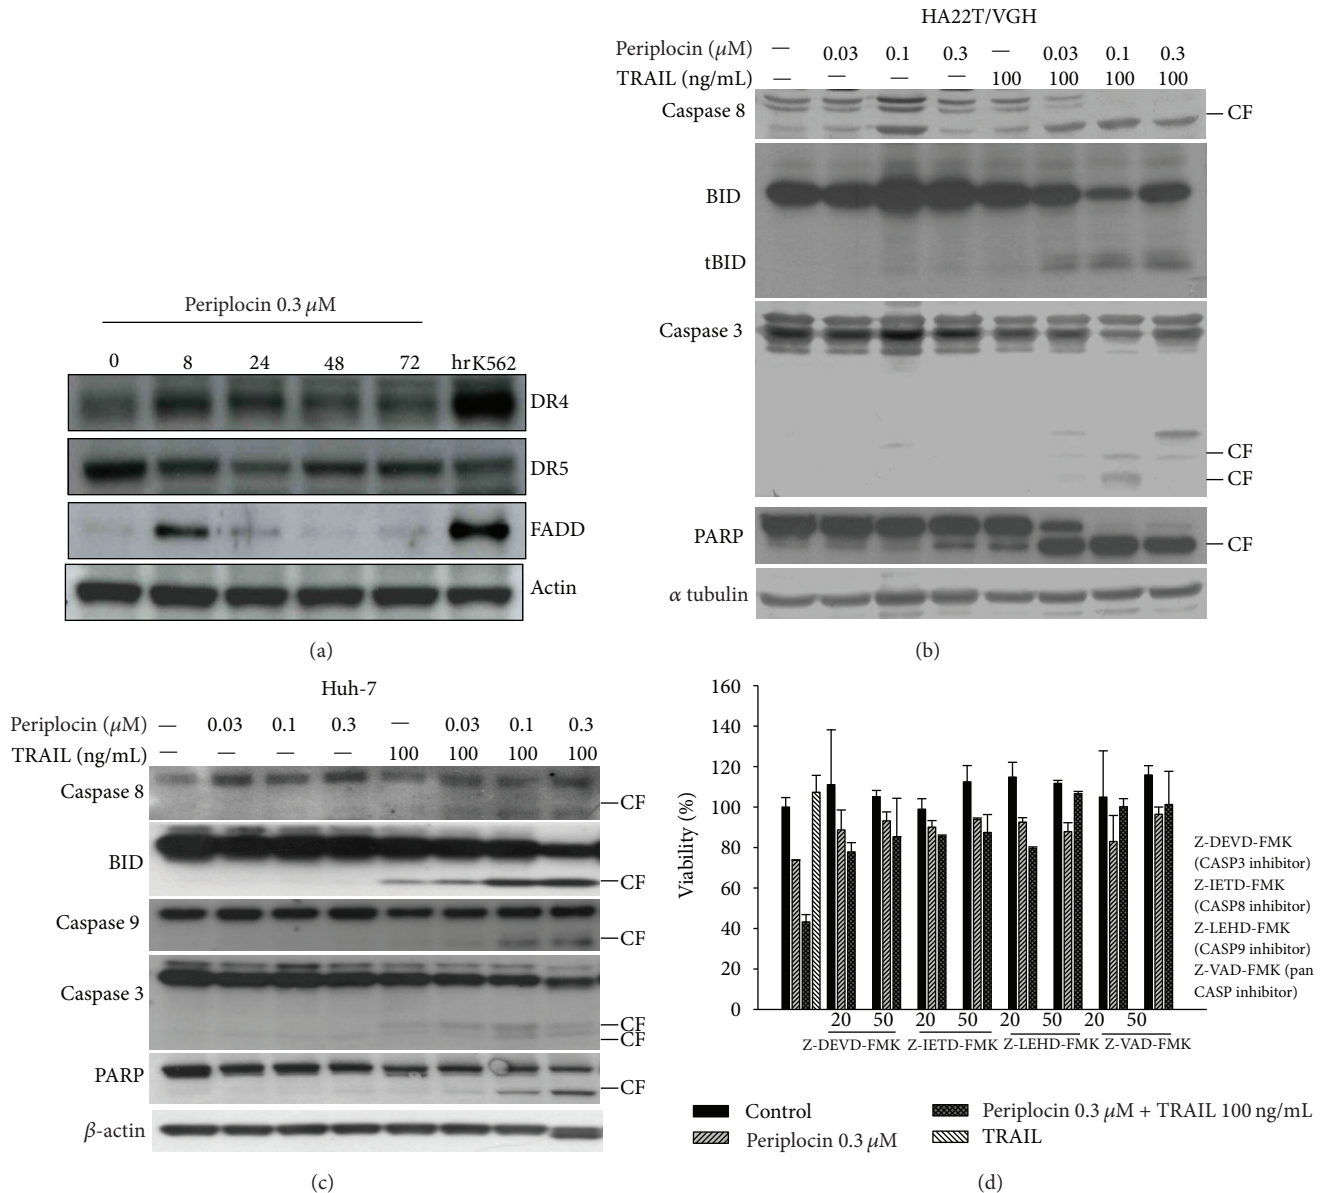 Periplocin 0.3 μM
0 8 24 48 72 hrK562
DR4
DR5
FADD
Actin
(a)
HA22T/VGH
Periplocin (μM) — 0.03 0.1 0.3 — 0.03 0.1 0.3
TRAIL (ng/mL) — — — — 100 100 100 100
Caspase 8
CF
BID
tBID
Caspase 3
CF
CF
PARP
CF
α tubulin
(b)
Huh-7
Periplocin (μM) — 0.03 0.1 0.3 — 0.03 0.1 0.3
TRAIL (ng/mL) — — — — 100 100 100 100
Caspase 8
CF
BID
CF
Caspase 9
CF
Caspase 3
CF
CF
PARP
CF
β-actin
(c)
Viability (%)
160
140
120
100
80
60
40
20
0
20 50 20 50 20 50 20 50
Z-DEVD-FMK Z-IETD-FMK Z-LEHD-FMK Z-VAD-FMK
Z-DEVD-FMK
(CASP3 inhibitor)
Z-IETD-FMK
(CASP8 inhibitor)
Z-LEHD-FMK
(CASP9 inhibitor)
Z-VAD-FMK (pan
CASP inhibitor)
Control
Periplocin 0.3 μM
Periplocin 0.3 μM + TRAIL 100 ng/mL
TRAIL
(d)